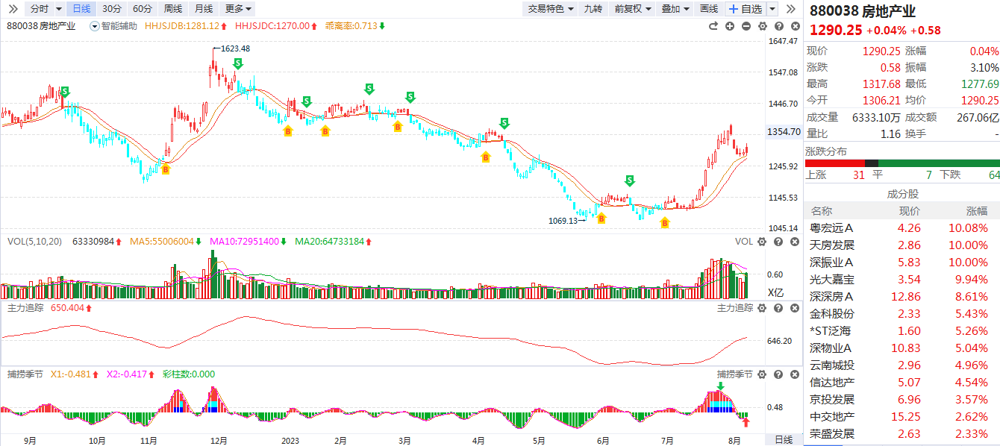 分时 日线 30分 60分 周线 月线 更多 交易特色 九转 前复权 叠加 画线 自选
880038 房地产业 智能辅助 HHJSJDB:1281.12 HHJSJDC:1270.00 乖离率:0.713
1647.47
1623.48
1547.08
1446.70
1354.70
1245.92
1145.53
1069.13
1045.14
S S S S S S S
B B B B B B B
VOL(5,10,20) 63330984 MA5:55006004 MA10:72951400 MA20:64733184 VOL
0.60
X亿
主力追踪 650.404 主力追踪
646.20
捕捞季节 X1:-0.481 X2:-0.417 彩柱数:0.000 捕捞季节
0.48
9月 10月 11月 12月 2023 2月 3月 4月 5月 6月 7月 8月 日线
880038 房地产业
1290.25 +0.04% +0.58
现价 1290.25 涨幅 0.04%
涨跌 0.58 振幅 3.10%
最高 1317.68 最低 1277.69
今开 1306.21 均价 1290.25
成交量 6333.10万 成交额 267.06亿
量比 1.16 换手 -
涨跌分布
上涨 31 平 7 下跌 64
成分股
名称 现价 涨幅
粤宏远A 4.26 10.08%
天房发展 2.86 10.00%
深振业A 5.83 10.00%
光大嘉宝 3.54 9.94%
深深房A 12.86 8.61%
金科股份 2.33 5.43%
*ST泛海 1.60 5.26%
深物业A 10.83 5.04%
云南城投 2.96 4.96%
信达地产 5.07 4.54%
京投发展 6.96 3.57%
中交地产 15.25 2.62%
荣盛发展 2.63 2.33%